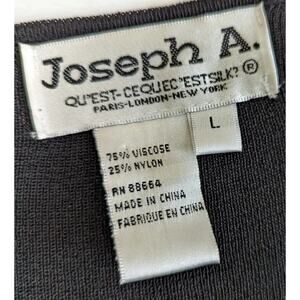 Joseph A.
QU'EST-CEQUEC'ESTSILK? ®
PARIS-LONDON-NEW YORK
L
75% VISCOSE
25% NYLON
RN 88664
MADE IN CHINA
FABRIQUE EN CHINA